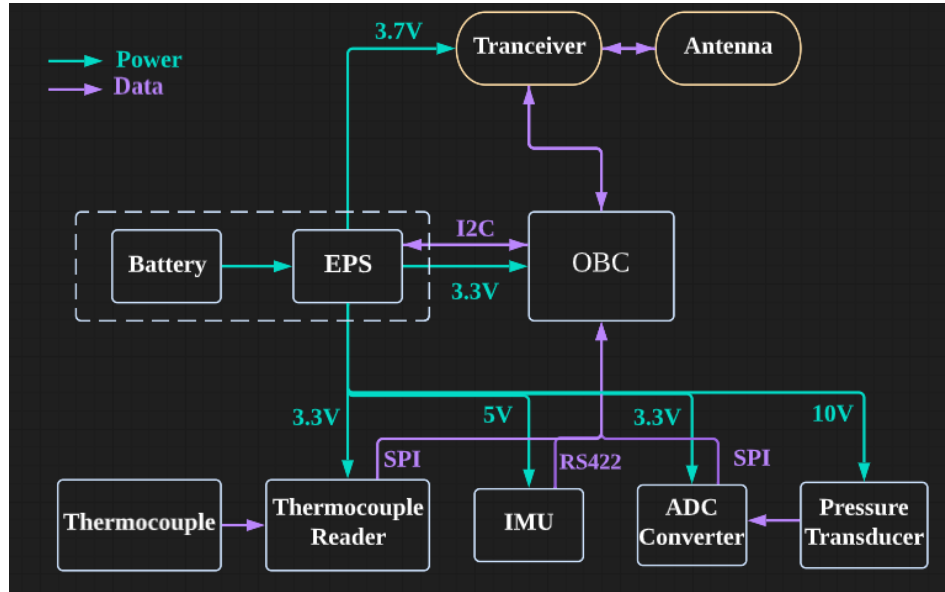 3.7V
Tranceiver
Antenna
Power
Data
Battery
EPS
I2C
3.3V
OBC
3.3V
5V
3.3V
10V
SPI
RS422
SPI
Thermocouple
Thermocouple
Reader
IMU
ADC
Converter
Pressure
Transducer